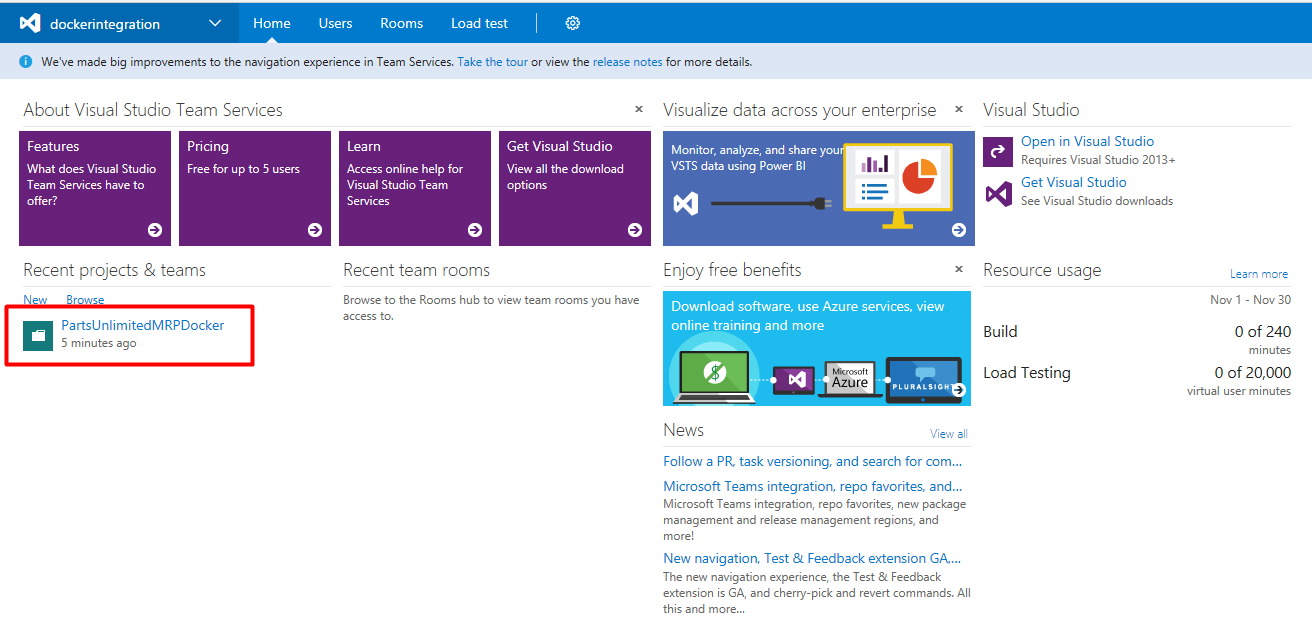 dockerintegration
Home
Users
Rooms
Load test
We've made big improvements to the navigation experience in Team Services. Take the tour or view the release notes for more details.
About Visual Studio Team Services
Features
What does Visual Studio
Team Services have to
offer?
Pricing
Free for up to 5 users
Learn
Access online help for
Visual Studio Team
Services
Get Visual Studio
View all the download
options
Visualize data across your enterprise
Monitor, analyze, and share your
VSTS data using Power BI
Visual Studio
Open in Visual Studio
Requires Visual Studio 2013+
Get Visual Studio
See Visual Studio downloads
Recent projects & teams
New
Browse
PartsUnlimitedMRPDocker
5 minutes ago
Recent team rooms
Browse to the Rooms hub to view team rooms you have
access to.
Enjoy free benefits
Download software, use Azure services, view
online training and more
$
Microsoft
Azure
PLURALSIGHT
Resource usage
Learn more
Nov 1 - Nov 30
Build
0 of 240
minutes
Load Testing
0 of 20,000
virtual user minutes
News
View all
Follow a PR, task versioning, and search for com...
Microsoft Teams integration, repo favorites, and...
Microsoft Teams integration, repo favorites, new package
management and release management regions, and
more!
New navigation, Test & Feedback extension GA,...
The new navigation experience, the Test & Feedback
extension is GA, and cherry-pick and revert commands. All
this and more...